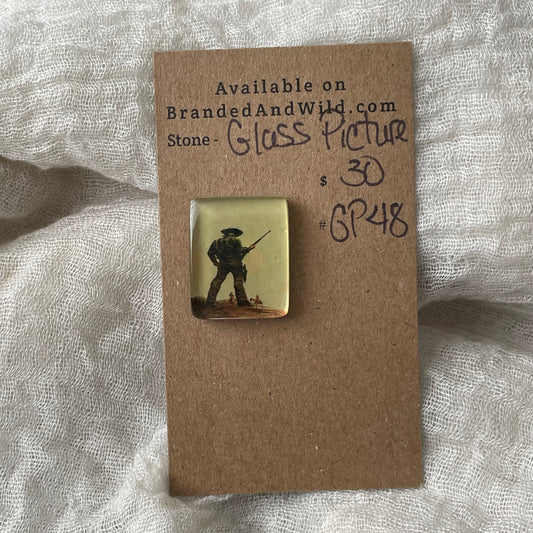 Available on
BrandedAndWild.com
Stone - Glass Picture
$ 30
# GP48